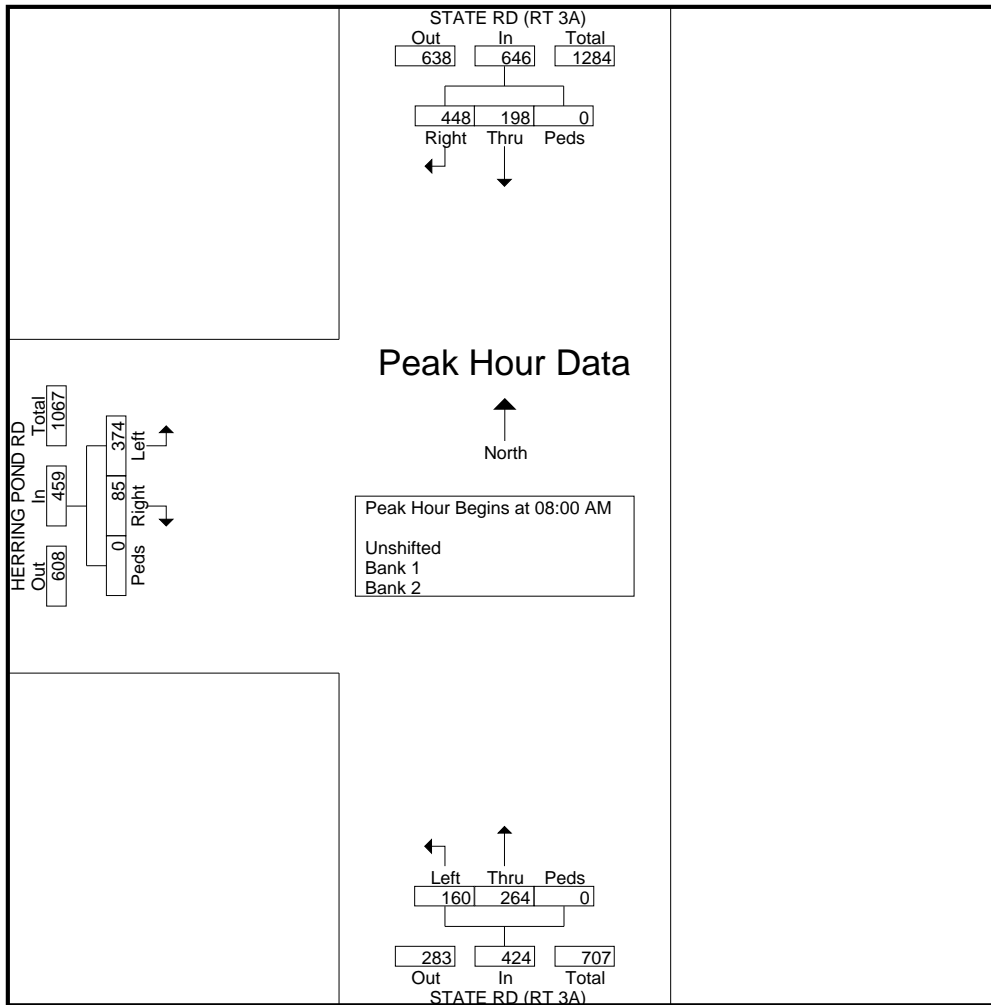 STATE RD (RT 3A)
Out In Total
638 646 1284
448 198 0
Right Thru Peds
Peak Hour Data
North
Peak Hour Begins at 08:00 AM
Unshifted
Bank 1
Bank 2
HERRING POND RD
Out In Total
608 459 1067
0 85 374
Peds Right Left
Left Thru Peds
160 264 0
283 424 707
Out In Total
STATE RD (RT 3A)